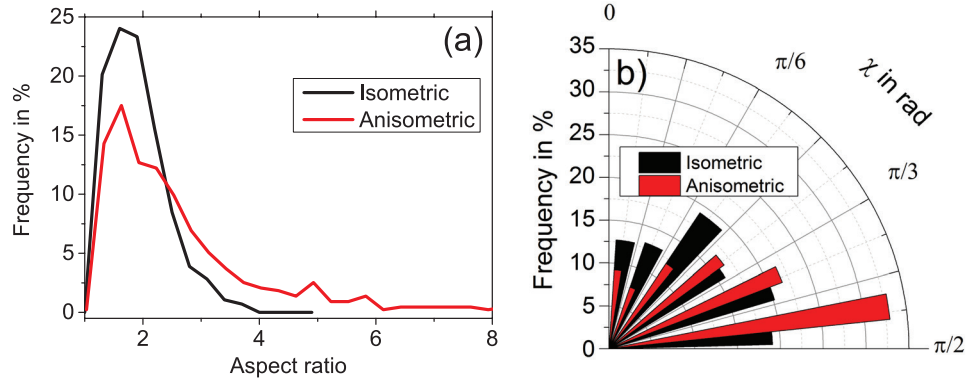 (a)
25
20
15
10
5
0
Frequency in %
2
4
6
8
Aspect ratio
Isometric
Anisometric
b)
0
π/6
χ in rad
π/3
π/2
35
30
25
20
15
10
5
0
Frequency in %
Isometric
Anisometric